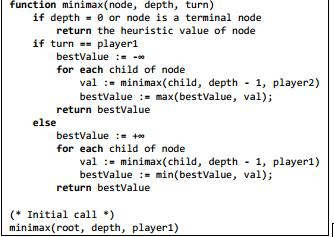 function minimax(node, depth, turn)
if depth = 0 or node is a terminal node
return the heuristic value of node
if turn == player1
bestValue := -∞
for each child of node
val := minimax(child, depth - 1, player2)
bestValue := max(bestValue, val);
return bestValue
else
bestValue := +∞
for each child of node
val := minimax(child, depth - 1, player1)
bestValue := min(bestValue, val);
return bestValue
(* Initial call *)
minimax(root, depth, player1)